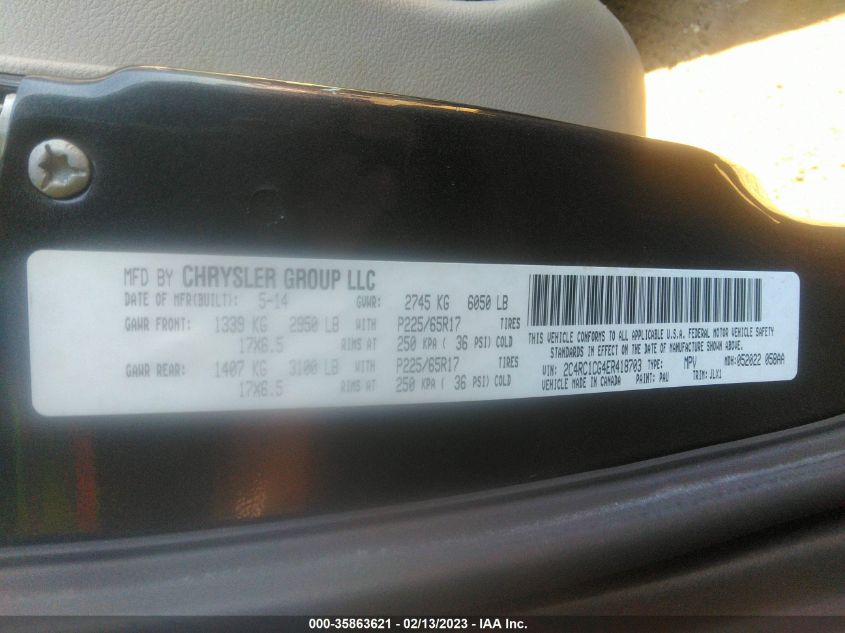 MFD BY CHRYSLER GROUP LLC
DATE OF MFR(BUILT): 5-14 GVWR: 2745 KG 6050 LB
GAWR FRONT: 1339 KG 2950 LB WITH P225/65R17 TIRES
17X6.5 RIMS AT 250 KPA ( 36 PSI) COLD
GAWR REAR: 1407 KG 3100 LB WITH P225/65R17 TIRES
17X6.5 RIMS AT 250 KPA ( 36 PSI) COLD
THIS VEHICLE CONFORMS TO ALL APPLICABLE U.S.A. FEDERAL MOTOR VEHICLE SAFETY
STANDARDS IN EFFECT ON THE DATE OF MANUFACTURE SHOWN ABOVE.
VIN: 2C4RC1CG4ER418703 TYPE: MPV MDH:052022 058AA
VEHICLE MADE IN CANADA PAINT: PAU TRIM: JLX1
000-35863621 - 02/13/2023 - IAA Inc.